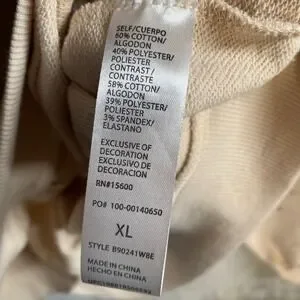 SELF/CUERPO
60% COTTON/
ALGODON
40% POLYESTER/
POLIESTER
CONTRAST /
CONTRASTE
58% COTTON/
ALGODON
39% POLYESTER/
POLIESTER
3% SPANDEX/
ELASTANO
EXCLUSIVE OF
DECORATION
EXCLUSIVO DE
DECORACION
RN#15600
PO# 100-00140650
XL
STYLE B90241WBE
MADE IN CHINA
HECHO EN CHINA